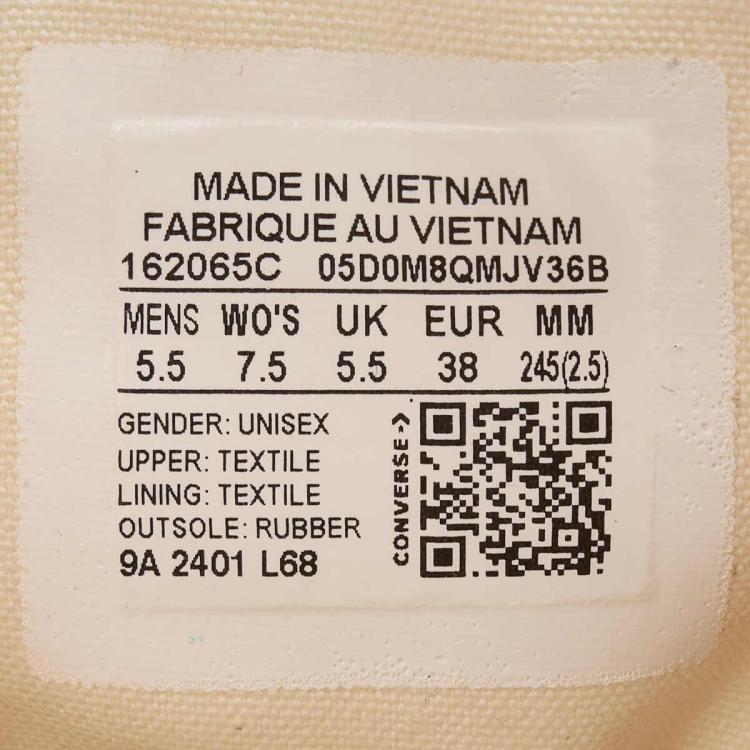 MADE IN VIETNAM
FABRIQUE AU VIETNAM
162065C 05D0M8QMJV36B
MENS WO'S UK EUR MM
5.5 7.5 5.5 38 245(2.5)
GENDER: UNISEX
UPPER: TEXTILE
LINING: TEXTILE
OUTSOLE: RUBBER
9A 2401 L68
CONVERSE->